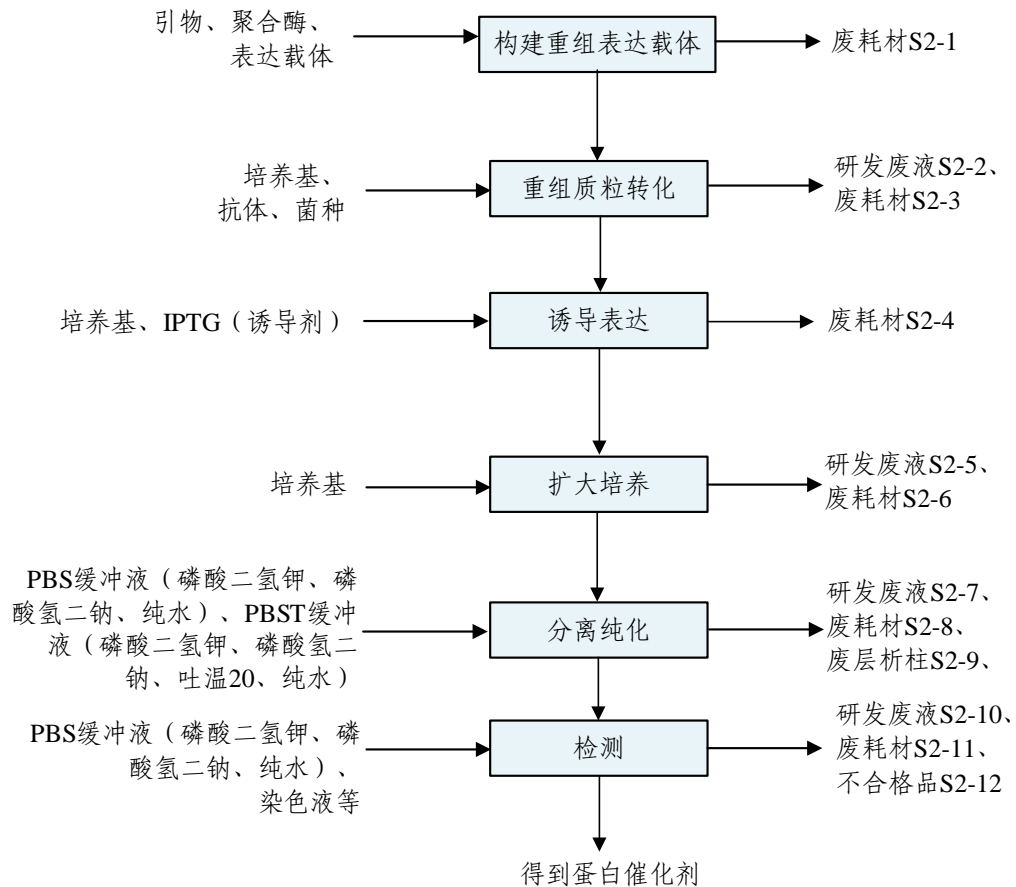 引物、聚合酶、
表达载体
构建重组表达载体
废耗材S2-1
培养基、
抗体、菌种
重组质粒转化
研发废液S2-2、
废耗材S2-3
培养基、IPTG（诱导剂）
诱导表达
废耗材S2-4
培养基
扩大培养
研发废液S2-5、
废耗材S2-6
PBS缓冲液（磷酸二氢钾、磷
酸氢二钠、纯水）、PBST缓冲
液（磷酸二氢钾、磷酸氢二
钠、吐温20、纯水）
分离纯化
研发废液S2-7、
废耗材S2-8、
废层析柱S2-9、
PBS缓冲液（磷酸二氢钾、磷
酸氢二钠、纯水）、
染色液等
检测
研发废液S2-10、
废耗材S2-11、
不合格品S2-12
得到蛋白催化剂